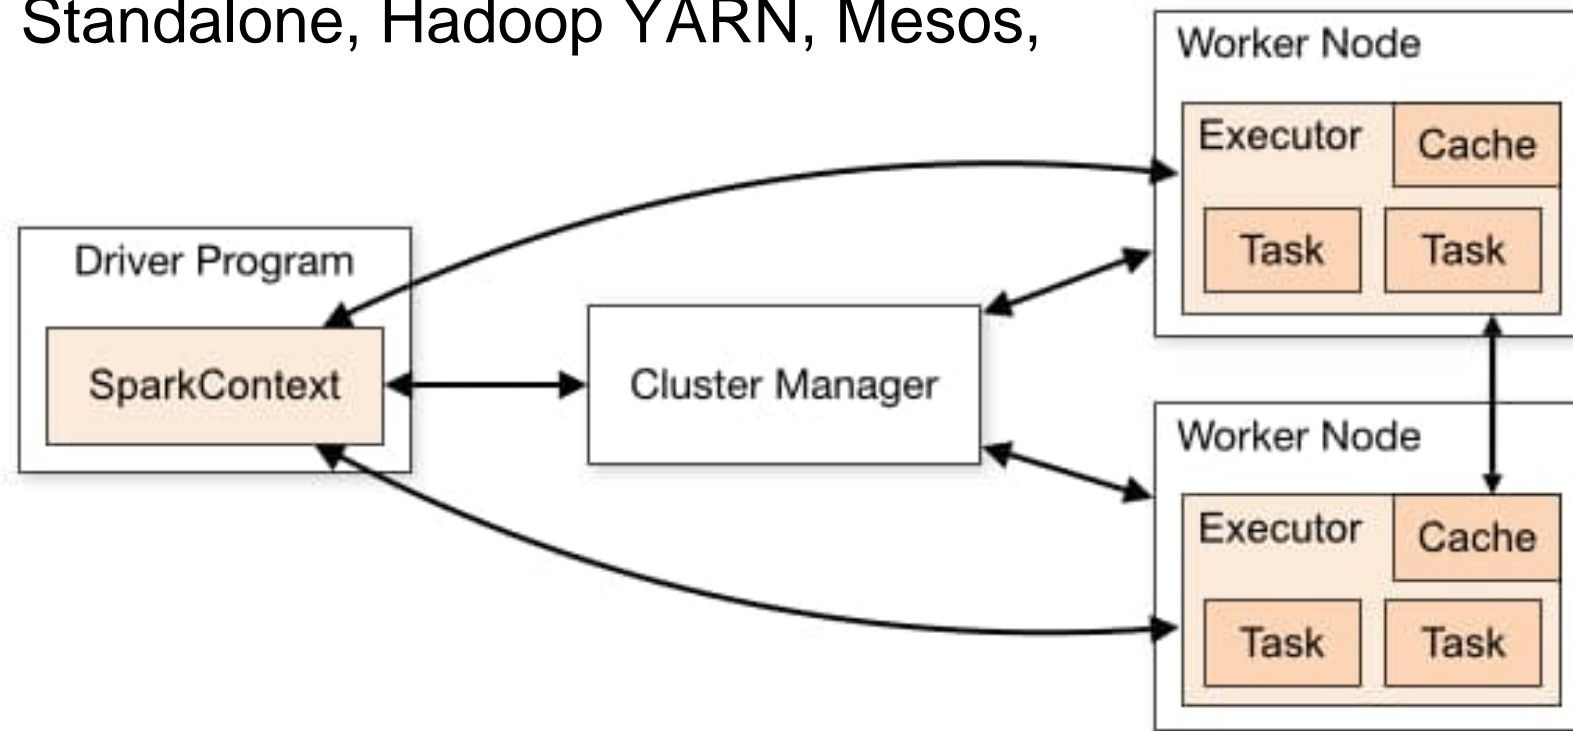 Standalone, Hadoop YARN, Mesos,
Driver Program
SparkContext
Cluster Manager
Worker Node
Executor
Cache
Task
Task
Worker Node
Executor
Cache
Task
Task